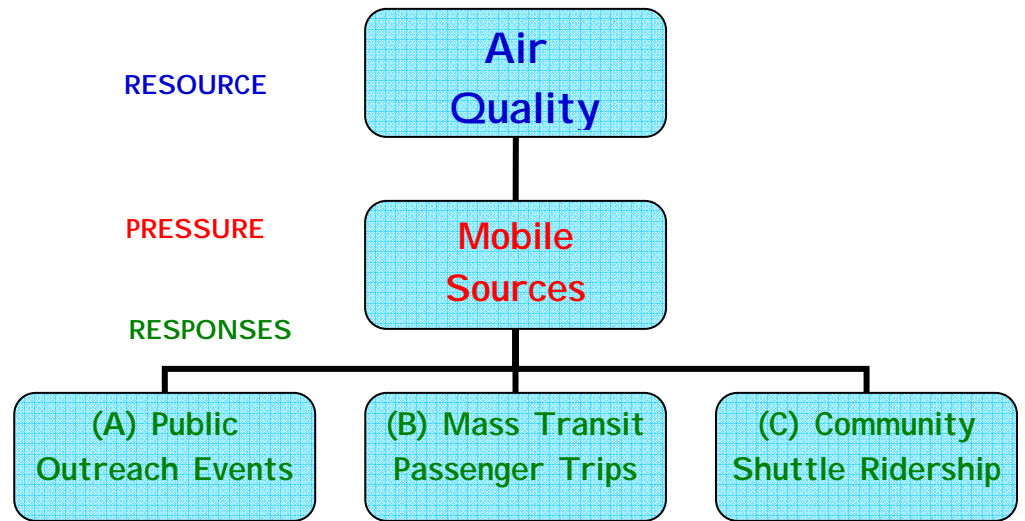 Air
Quality
RESOURCE
PRESSURE
Mobile
Sources
RESPONSES
(A) Public
Outreach Events
(B) Mass Transit
Passenger Trips
(C) Community
Shuttle Ridership